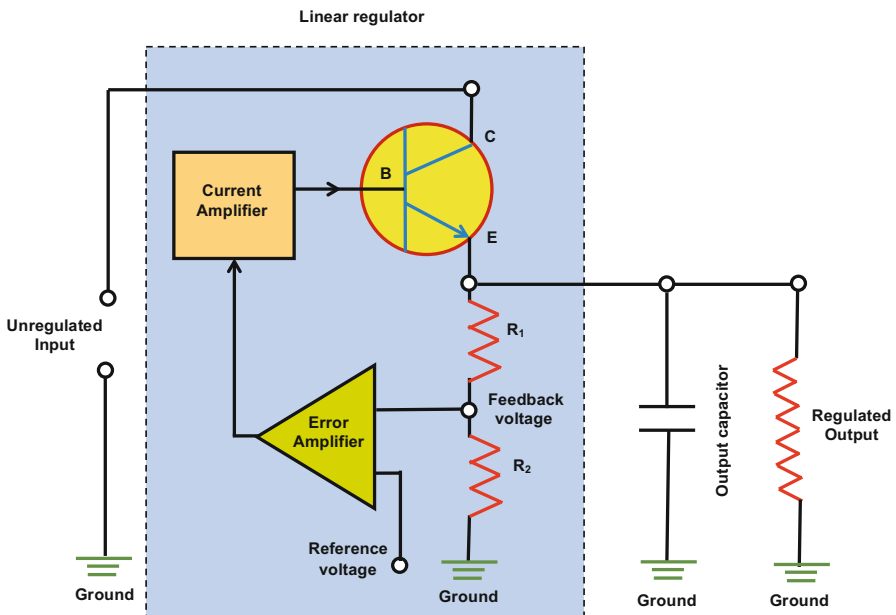 Linear regulator
C
B
Current
Amplifier
E
Unregulated
Input
R₁
Feedback
voltage
Error
Amplifier
Output capacitor
Regulated
Output
R₂
Reference
voltage
Ground
Ground
Ground
Ground